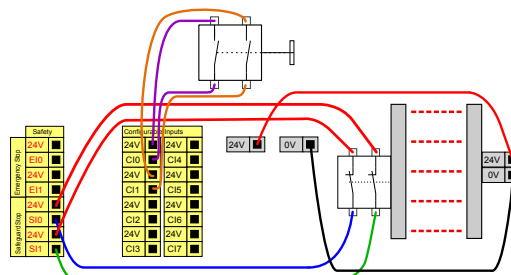 Safety
Emergency Stop
24V
EI0
24V
EI1
Safeguard Stop
24V
SI0
24V
SI1
Configurable Inputs
24V 24V
CI0 CI4
24V 24V
CI1 CI5
24V 24V
CI2 CI6
24V 24V
CI3 CI7
24V
0V
24V
0V